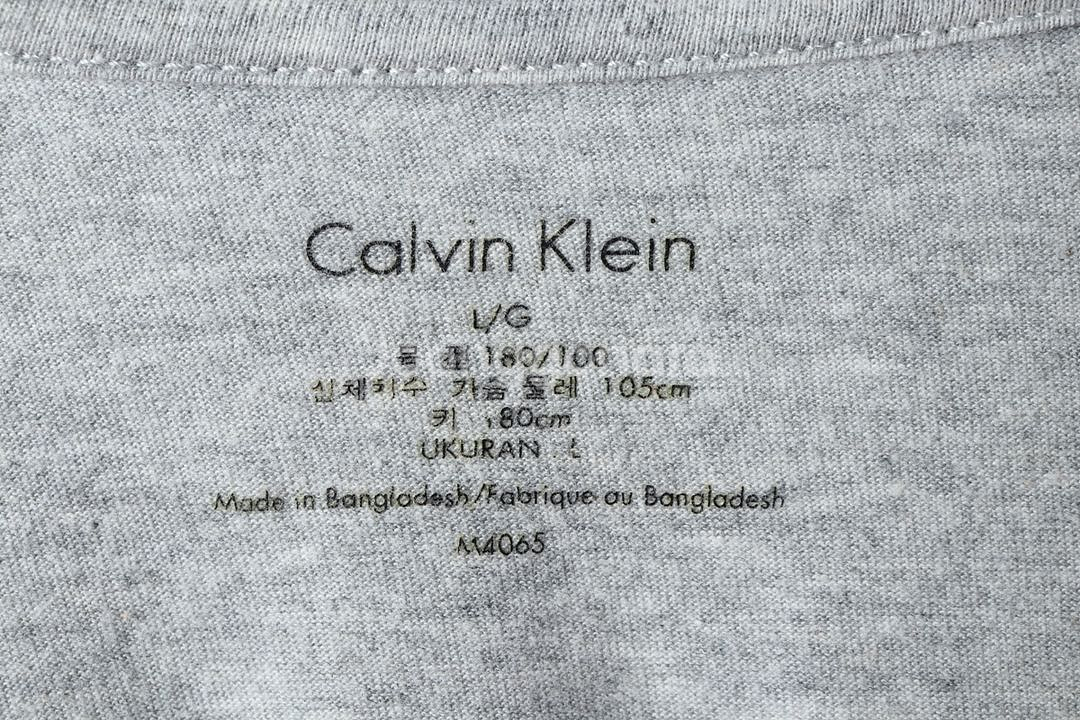 Calvin Klein
L/G
180/100
신체치수 가슴 둘레 105cm
키 180cm
UKURAN : L
Made in Bangladesh/Fabrique au Bangladesh
M4065